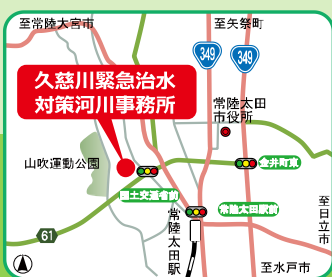 至常陸大宮市
至矢祭町
349
349
久慈川緊急治水
対策河川事務所
常陸太田
市役所
山吹運動公園
金井町東
国土交通省前
常陸太田駅前
至日立市
61
常陸太田駅
至水戸市